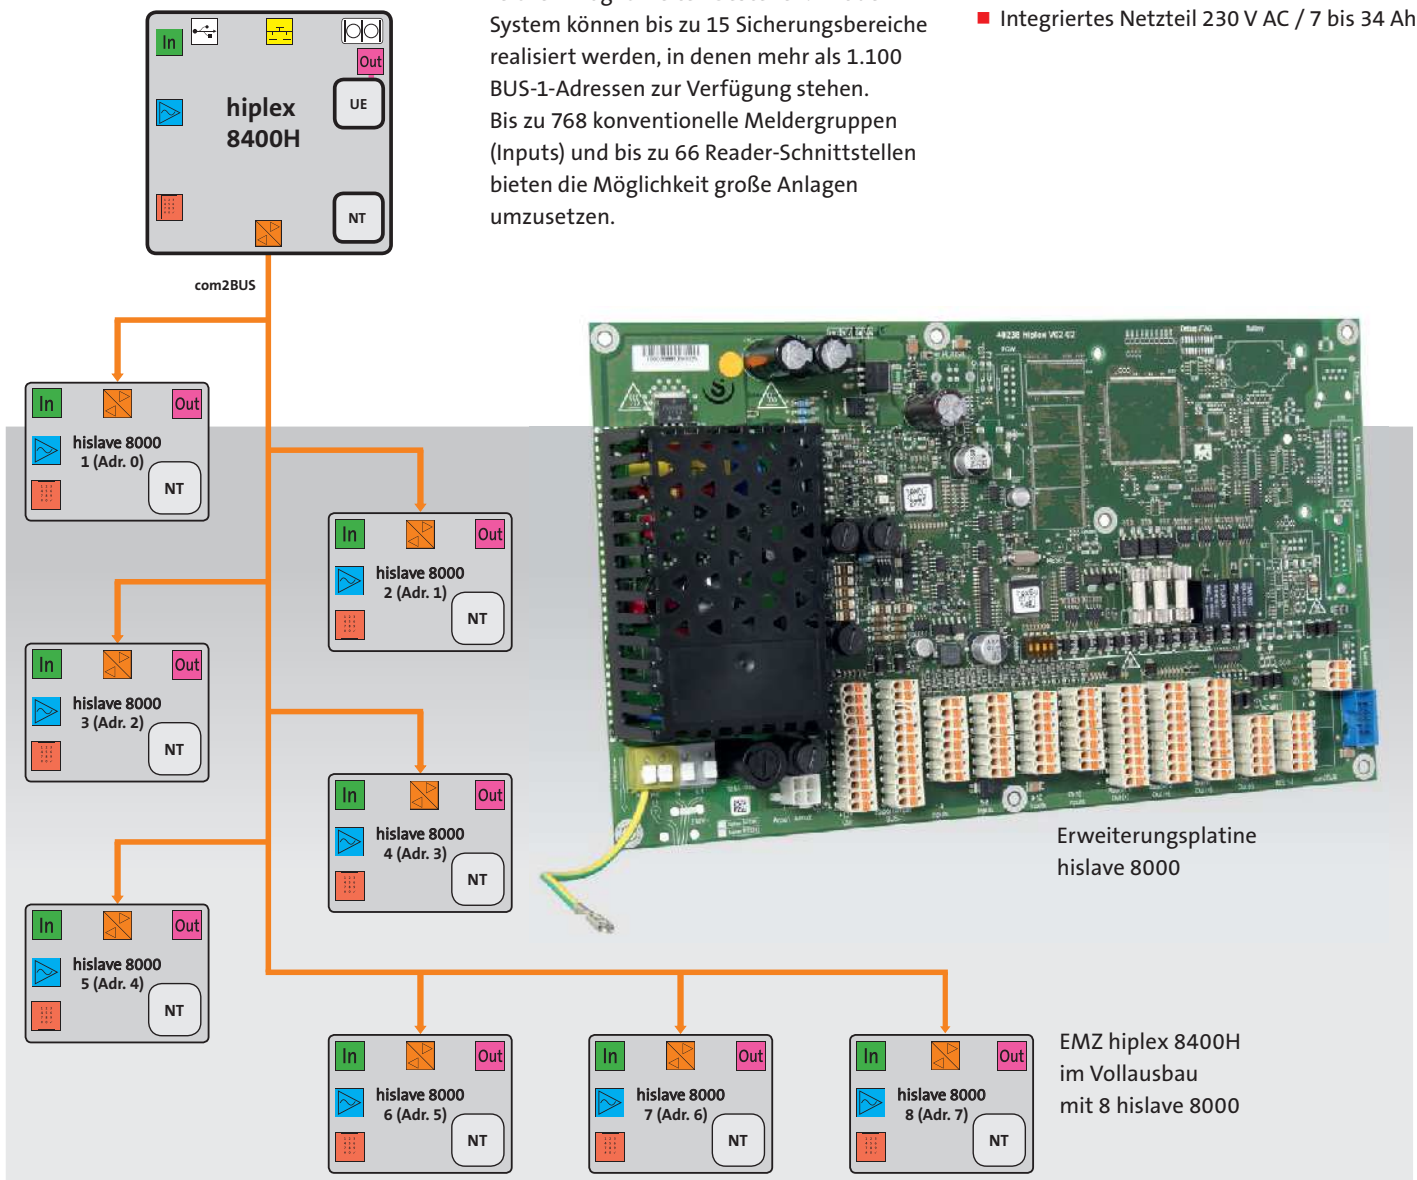 System können bis zu 15 Sicherungsbereiche
realisiert werden, in denen mehr als 1.100
BUS-1-Adressen zur Verfügung stehen.
Bis zu 768 konventionelle Meldergruppen
(Inputs) und bis zu 66 Reader-Schnittstellen
bieten die Möglichkeit große Anlagen
umzusetzen.
Integriertes Netzteil 230 V AC / 7 bis 34 Ah
In
Out
hiplex
8400H
UE
NT
com2BUS
In
Out
hislave 8000
1 (Adr. 0)
NT
In
Out
hislave 8000
2 (Adr. 1)
NT
In
Out
hislave 8000
3 (Adr. 2)
NT
In
Out
hislave 8000
4 (Adr. 3)
NT
In
Out
hislave 8000
5 (Adr. 4)
NT
In
Out
hislave 8000
6 (Adr. 5)
NT
In
Out
hislave 8000
7 (Adr. 6)
NT
In
Out
hislave 8000
8 (Adr. 7)
NT
Battery
Erweiterungsplatine
hislave 8000
EMZ hiplex 8400H
im Vollausbau
mit 8 hislave 8000